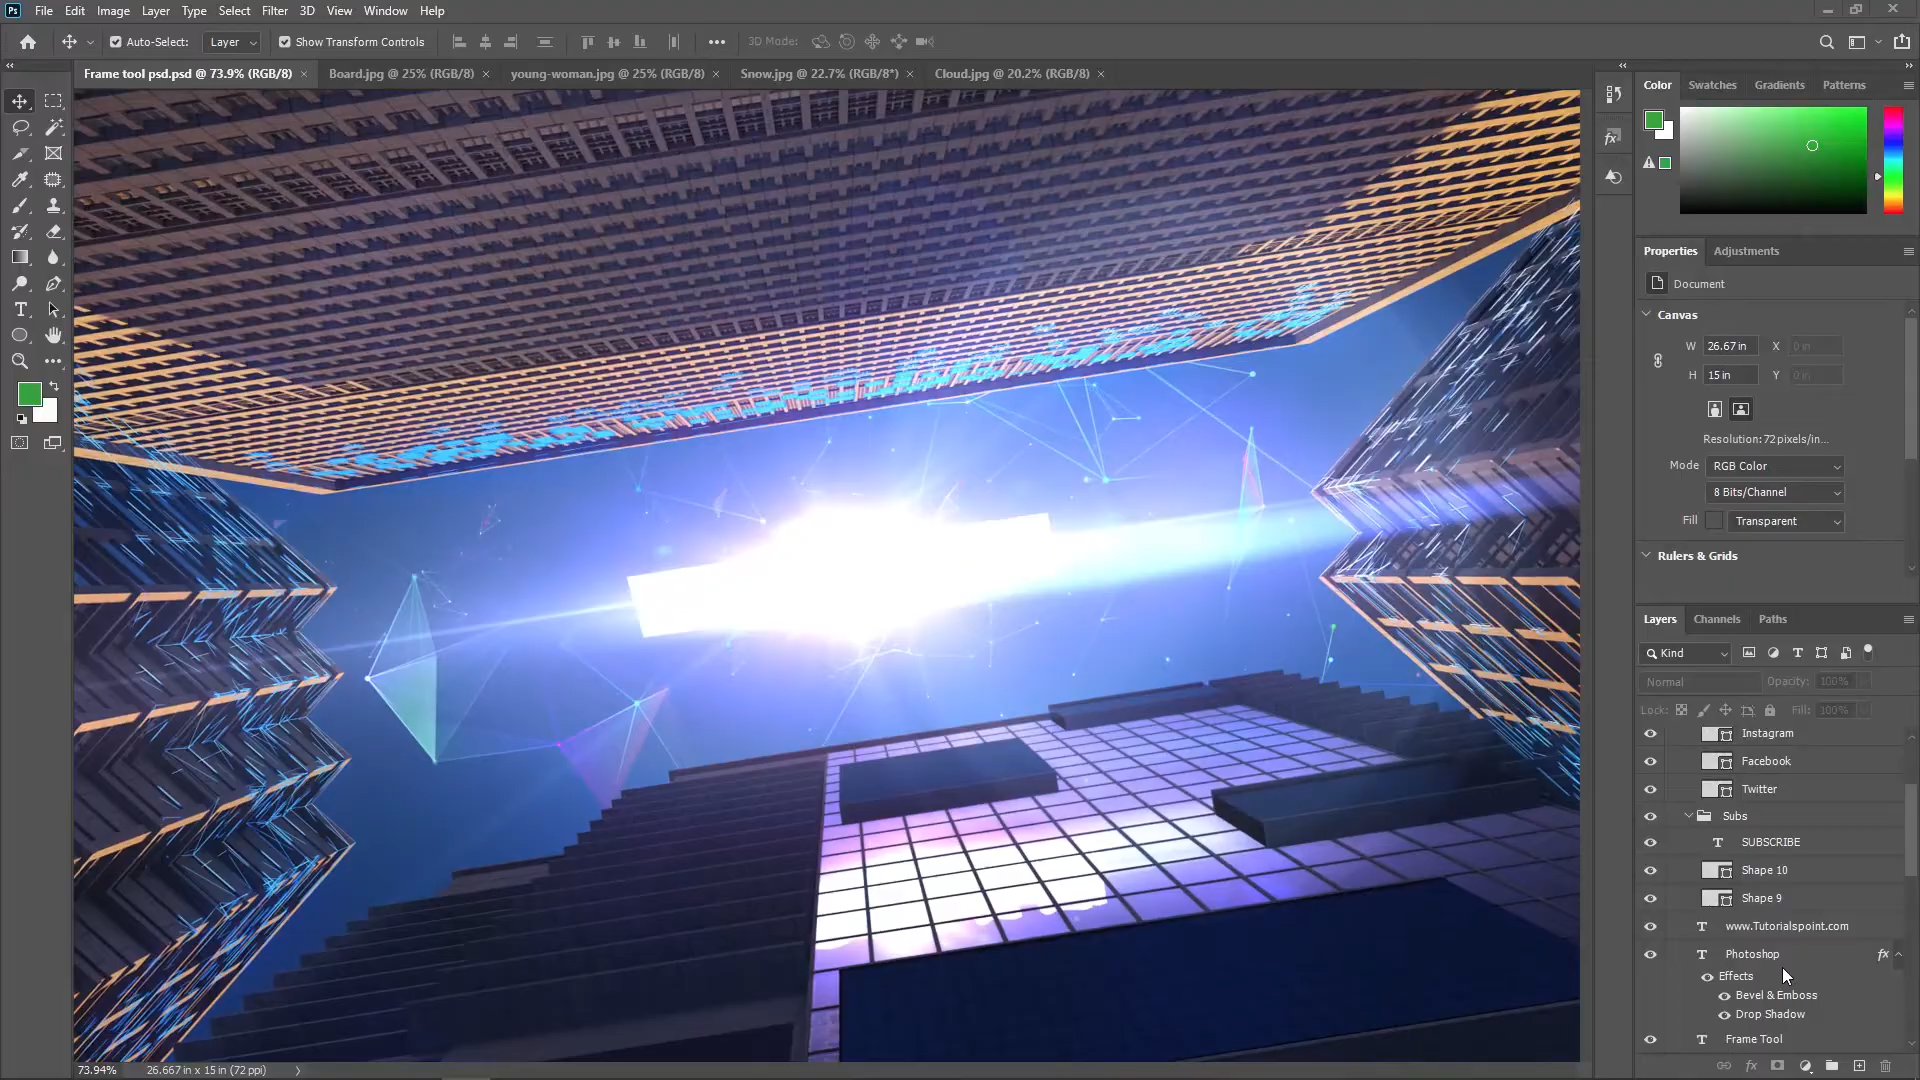 Ps File Edit Image Layer Type Select Filter 3D View Window Help
Auto-Select: Layer Show Transform Controls 3D Mode:
Frame tool psd.psd @ 73.9% (RGB/8) Board.jpg @ 25% (RGB/8) young-woman.jpg @ 25% (RGB/8) Snow.jpg @ 22.7% (RGB/8*) Cloud.jpg @ 20.2% (RGB/8)
Color Swatches Gradients Patterns
Properties Adjustments
Document
Canvas
W 26.67 in X 0 in
H 15 in Y 0 in
Resolution: 72 pixels/in...
Mode RGB Color
8 Bits/Channel
Fill Transparent
Rulers & Grids
Layers Channels Paths
Kind
Normal Opacity: 100%
Lock: Fill: 100%
Instagram
Facebook
Twitter
Subs
SUBSCRIBE
Shape 10
Shape 9
www.Tutorialspoint.com
Photoshop fx
Effects
Bevel & Emboss
Drop Shadow
Frame Tool
73.94% 26.667 in x 15 in (72 ppi)